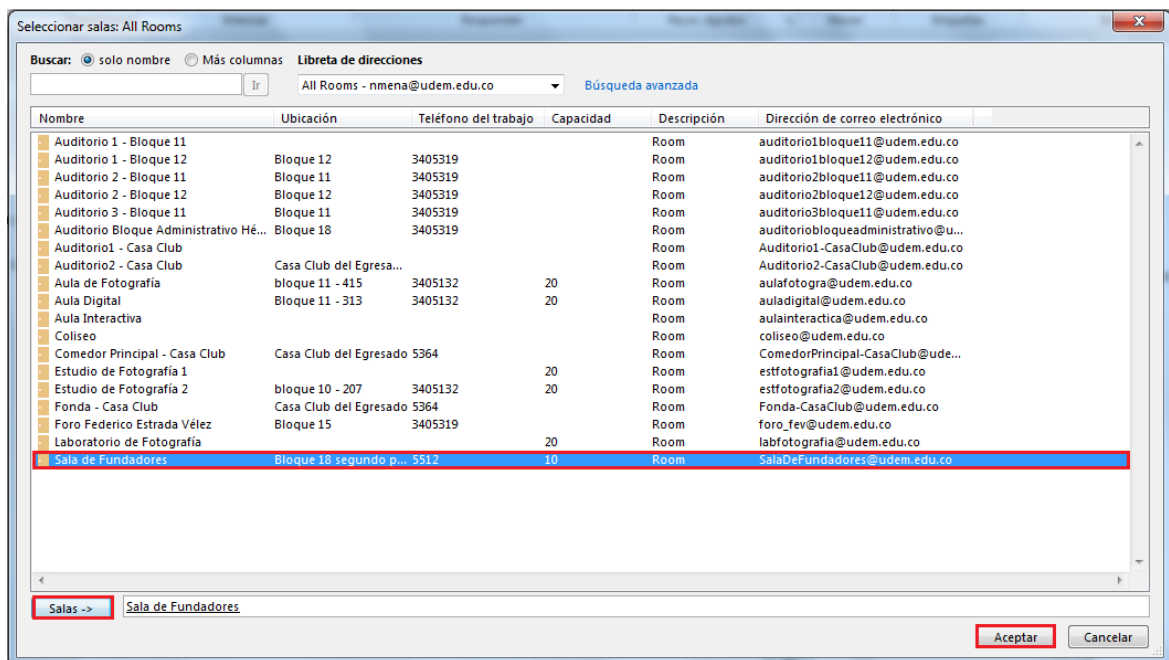 Seleccionar salas: All Rooms
Buscar: solo nombre Más columnas Libreta de direcciones
Ir All Rooms - nmena@udem.edu.co Búsqueda avanzada
Nombre Ubicación Teléfono del trabajo Capacidad Descripción Dirección de correo electrónico
Auditorio 1 - Bloque 11 Room auditorio1bloque11@udem.edu.co
Auditorio 1 - Bloque 12 Bloque 12 3405319 Room auditorio1bloque12@udem.edu.co
Auditorio 2 - Bloque 11 Bloque 11 3405319 Room auditorio2bloque11@udem.edu.co
Auditorio 2 - Bloque 12 Bloque 12 3405319 Room auditorio2bloque12@udem.edu.co
Auditorio 3 - Bloque 11 Bloque 11 3405319 Room auditorio3bloque11@udem.edu.co
Auditorio Bloque Administrativo Hé... Bloque 18 3405319 Room auditoriobloqueadministrativo@u...
Auditorio1 - Casa Club Room Auditorio1-CasaClub@udem.edu.co
Auditorio2 - Casa Club Casa Club del Egresa... Room Auditorio2-CasaClub@udem.edu.co
Aula de Fotografía bloque 11 - 415 3405132 20 Room aulafotogra@udem.edu.co
Aula Digital Bloque 11 - 313 3405132 20 Room auladigital@udem.edu.co
Aula Interactiva Room aulainteractica@udem.edu.co
Coliseo Room coliseo@udem.edu.co
Comedor Principal - Casa Club Casa Club del Egresado 5364 Room ComedorPrincipal-CasaClub@ude...
Estudio de Fotografía 1 20 Room estfotografia1@udem.edu.co
Estudio de Fotografía 2 bloque 10 - 207 3405132 20 Room estfotografia2@udem.edu.co
Fonda - Casa Club Casa Club del Egresado 5364 Room Fonda-CasaClub@udem.edu.co
Foro Federico Estrada Vélez Bloque 15 3405319 Room foro_fev@udem.edu.co
Laboratorio de Fotografía 20 Room labfotografia@udem.edu.co
Sala de Fundadores Bloque 18 segundo p... 5512 10 Room SalaDeFundadores@udem.edu.co
Salas -> Sala de Fundadores
Aceptar Cancelar